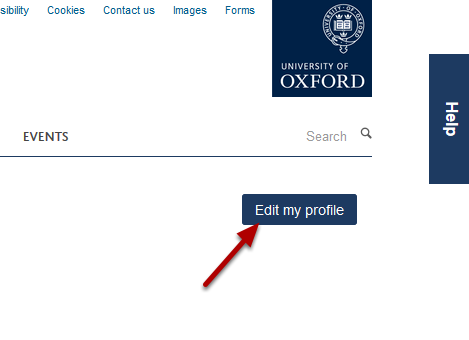 sibility Cookies Contact us Images Forms
UNIVERSITY OF
OXFORD
Help
EVENTS
Search
Edit my profile